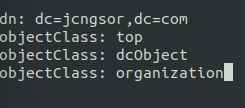 dn: dc=jcngsor,dc=com
objectClass: top
objectClass: dcObject
objectClass: organization